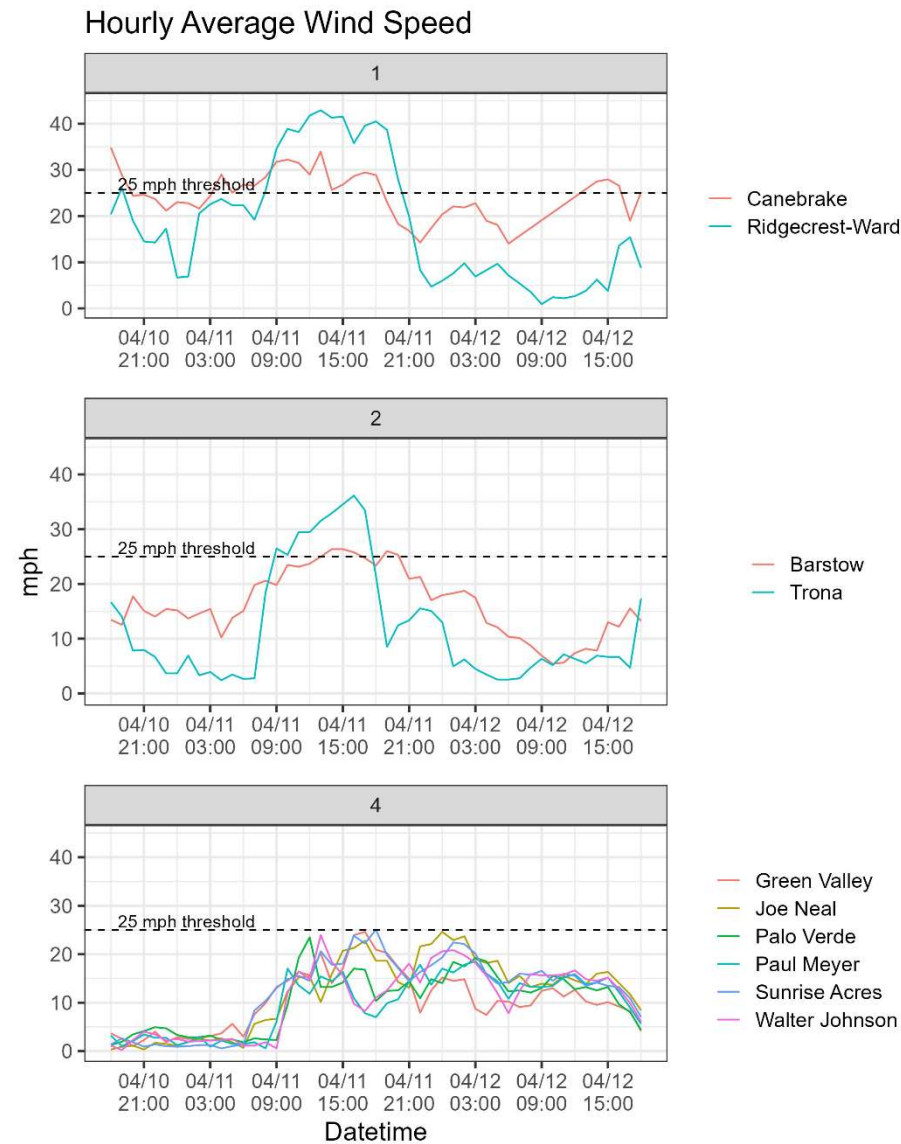 Hourly Average Wind Speed
1
40
30
20
10
0
25 mph threshold
04/10 04/11 04/11 04/11 04/11 04/12 04/12 04/12
21:00 03:00 09:00 15:00 21:00 03:00 09:00 15:00
Canebrake
Ridgecrest-Ward
2
40
30
20
10
0
25 mph threshold
04/10 04/11 04/11 04/11 04/11 04/12 04/12 04/12
21:00 03:00 09:00 15:00 21:00 03:00 09:00 15:00
Barstow
Trona
mph
4
40
30
20
10
0
25 mph threshold
04/10 04/11 04/11 04/11 04/11 04/12 04/12 04/12
21:00 03:00 09:00 15:00 21:00 03:00 09:00 15:00
Green Valley
Joe Neal
Palo Verde
Paul Meyer
Sunrise Acres
Walter Johnson
Datetime